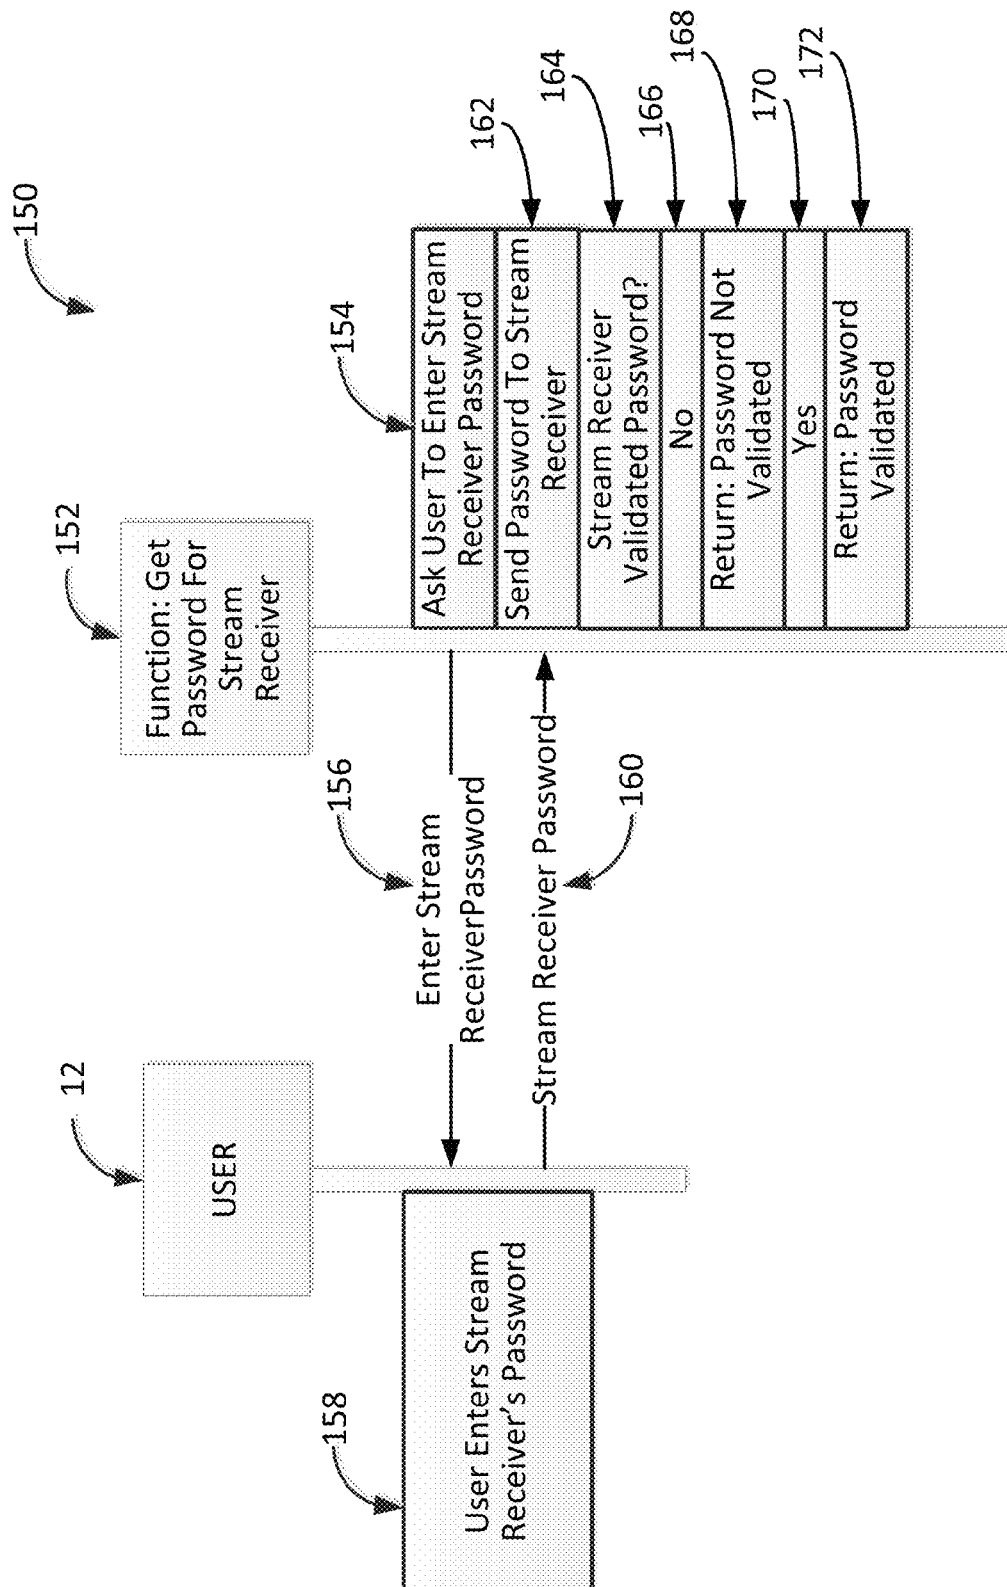 150
12
USER
152
Function: Get
Password For
Stream
Receiver
158
User Enters Stream
Receiver's Password
156
Enter Stream
ReceiverPassword
Stream Receiver Password
160
154
Ask User To Enter Stream
Receiver Password
162
Send Password To Stream
Receiver
164
Stream Receiver
Validated Password?
166
No
168
Return: Password Not
Validated
170
Yes
172
Return: Password
Validated